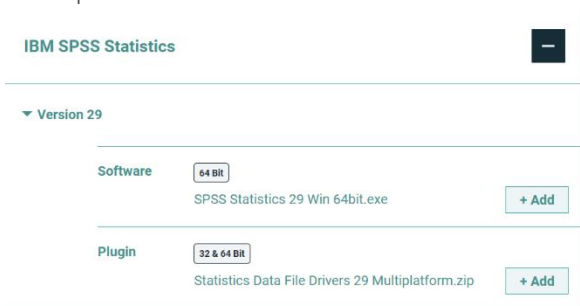 IBM SPSS Statistics
Version 29
Software
64 Bit
SPSS Statistics 29 Win 64bit.exe
+ Add
Plugin
32 & 64 Bit
Statistics Data File Drivers 29 Multiplatform.zip
+ Add